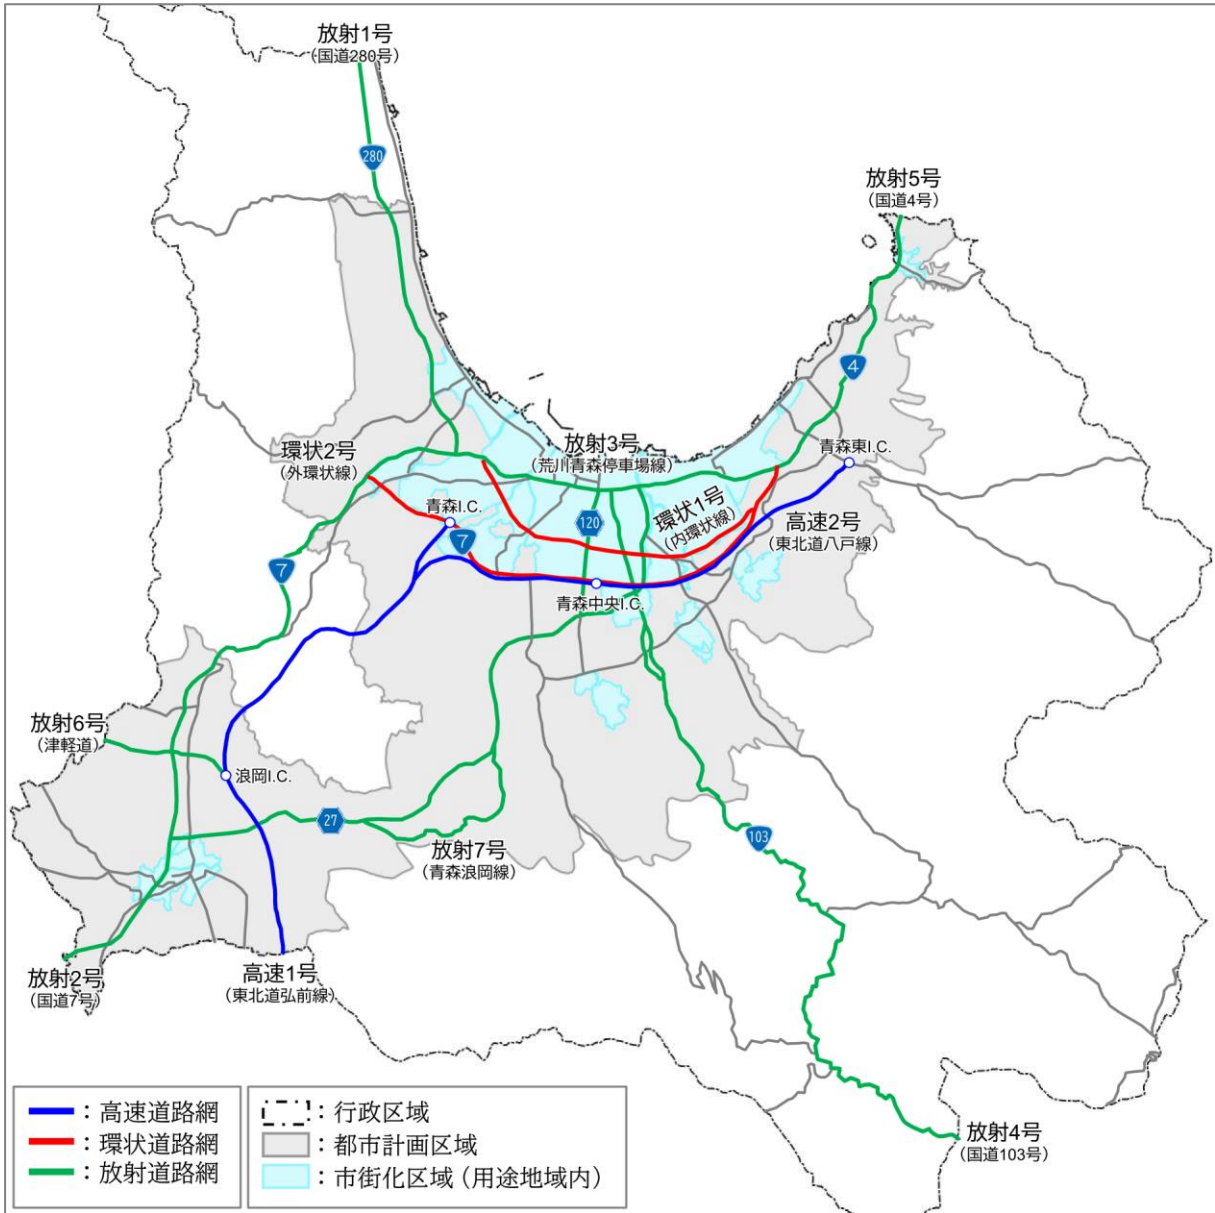 放射1号
（国道280号）
280
放射5号
（国道4号）
4
環状2号
（外環状線）
放射3号
（荒川青森停車場線）
青森東I.C.
青森I.C.
120
環状1号
（内環状線）
高速2号
（東北道八戸線）
7
7
青森中央I.C.
放射6号
（津軽道）
浪岡I.C.
27
放射7号
（青森浪岡線）
103
放射2号
（国道7号）
高速1号
（東北道弘前線）
放射4号
（国道103号）
：高速道路網
：環状道路網
：放射道路網
：行政区域
：都市計画区域
：市街化区域（用途地域内）